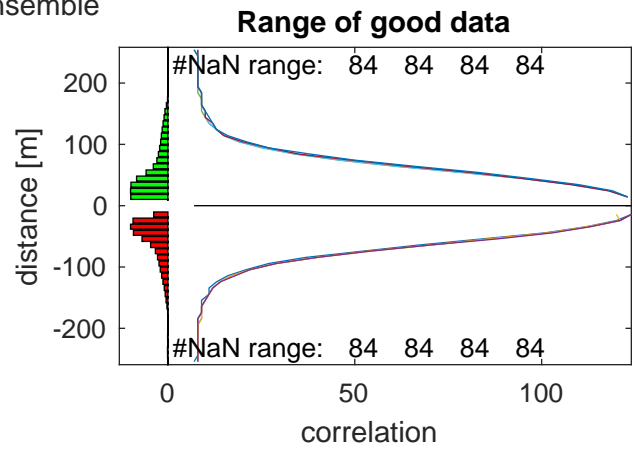 Range of good data
#NaN range: 84 84 84 84
200
100
0
-100
-200
distance [m]
#NaN range: 84 84 84 84
0 50 100
correlation